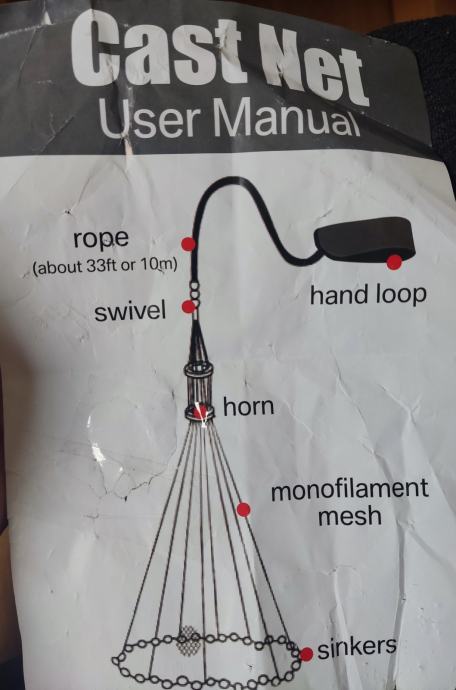 Cast Net
User Manual
rope
(about 33ft or 10m)
hand loop
swivel
horn
monofilament
mesh
sinkers